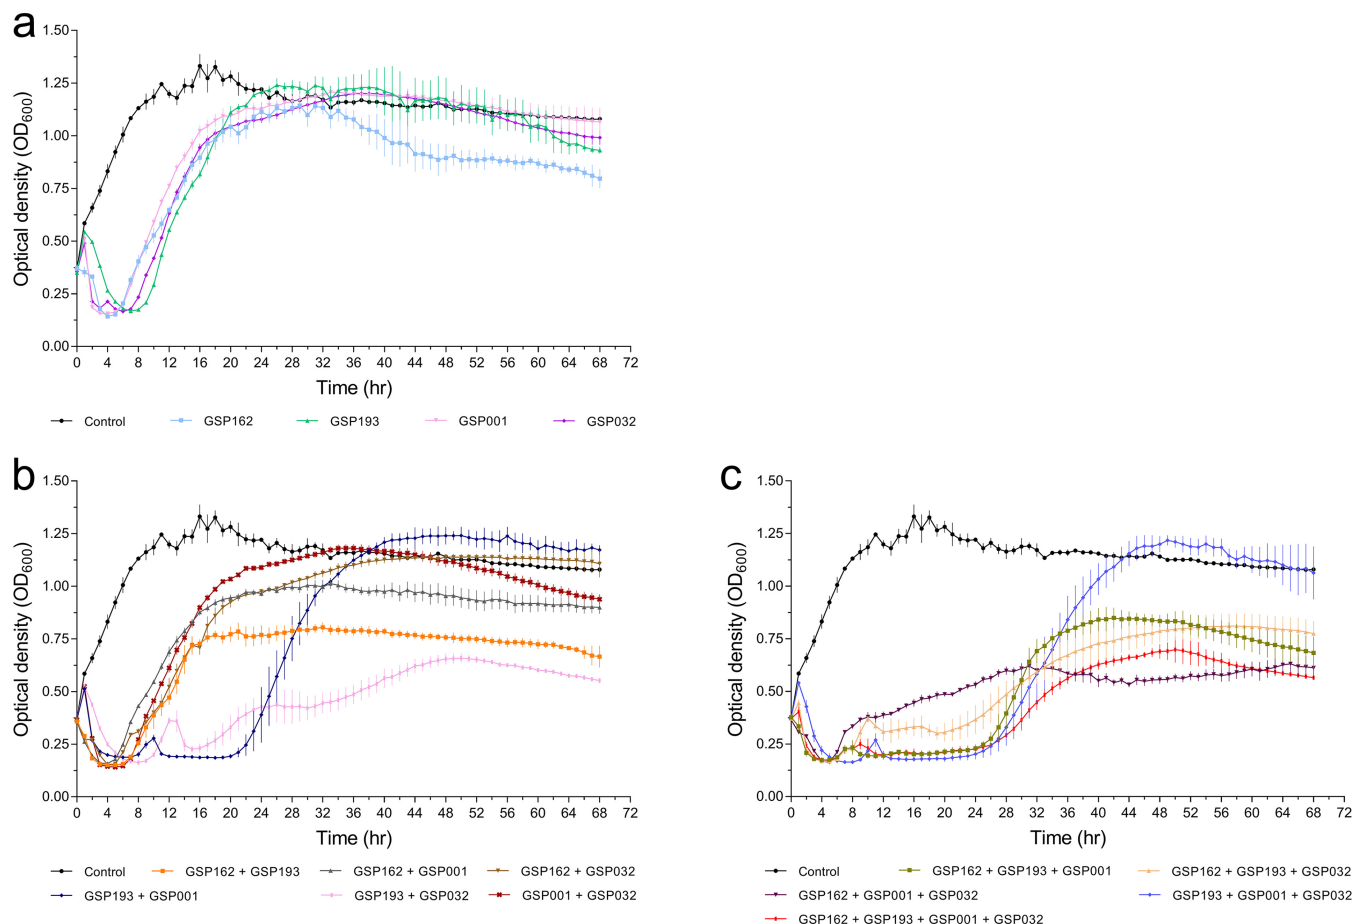 a
1.50
1.25
1.00
0.75
0.50
0.25
0.00
Optical density (OD600)
0 4 8 12 16 20 24 28 32 36 40 44 48 52 56 60 64 68 72
Time (hr)
Control GSP162 GSP193 GSP001 GSP032
b
1.50
1.25
1.00
0.75
0.50
0.25
0.00
Optical density (OD600)
0 4 8 12 16 20 24 28 32 36 40 44 48 52 56 60 64 68 72
Time (hr)
Control GSP162 + GSP193 GSP162 + GSP001 GSP162 + GSP032
GSP193 + GSP001 GSP193 + GSP032 GSP001 + GSP032
c
1.50
1.25
1.00
0.75
0.50
0.25
0.00
Optical density (OD600)
0 4 8 12 16 20 24 28 32 36 40 44 48 52 56 60 64 68 72
Time (hr)
Control GSP162 + GSP193 + GSP001 GSP162 + GSP193 + GSP032
GSP162 + GSP001 + GSP032 GSP193 + GSP001 + GSP032
GSP162 + GSP193 + GSP001 + GSP032